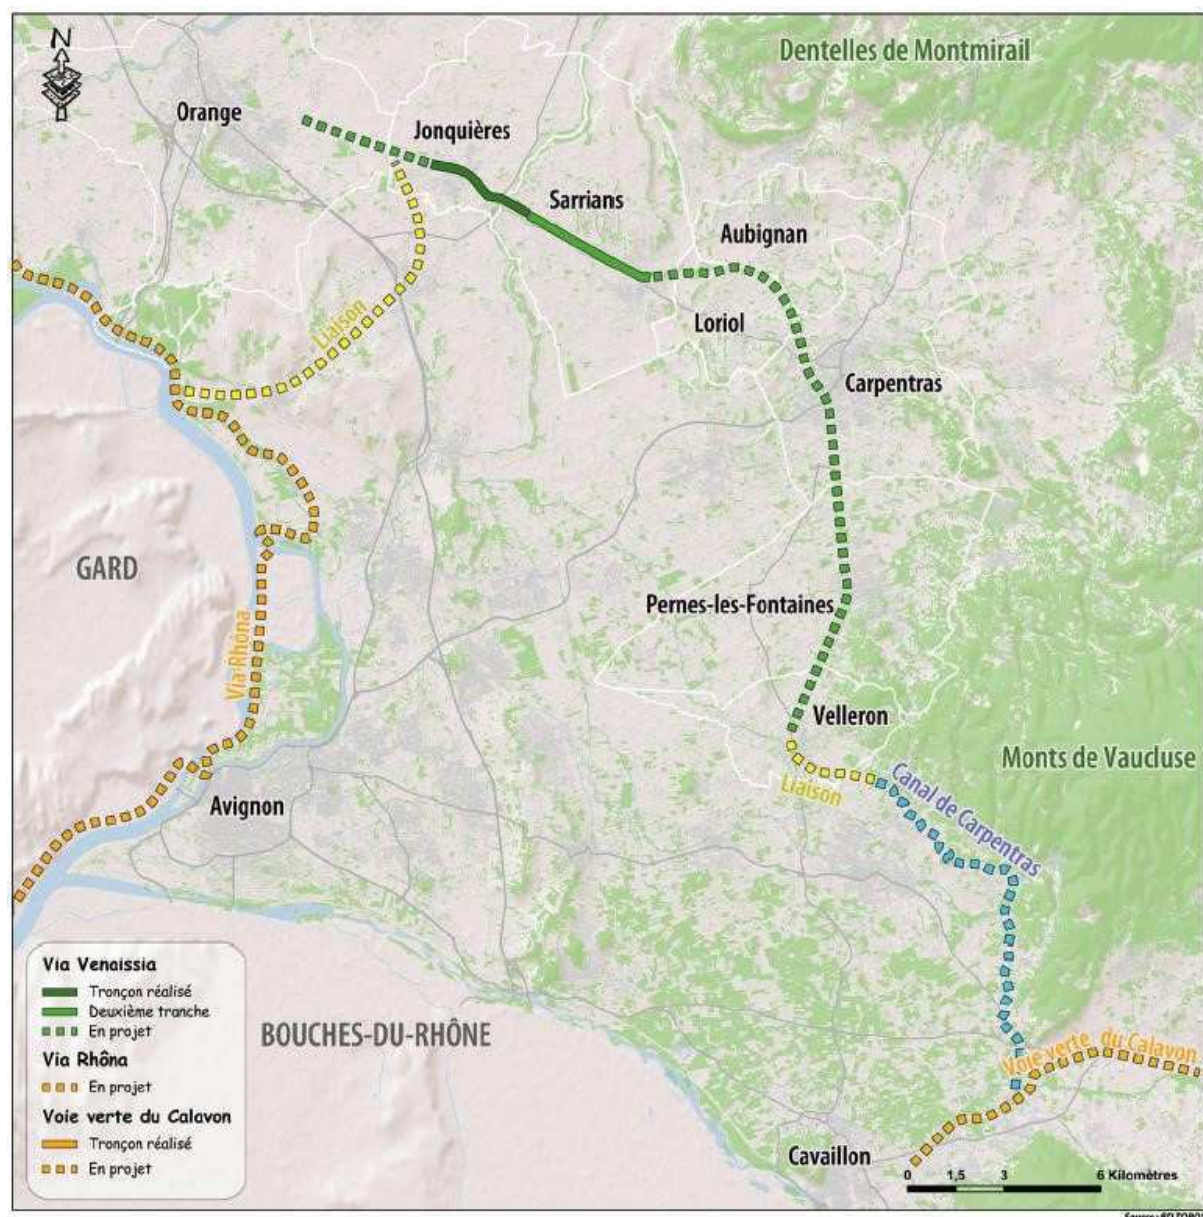 N
Dentelles de Montmirail
Orange
Jonquières
Sarrians
Aubignan
Liaison
Loriol
Carpentras
GARD
Pernes-les-Fontaines
Via Rhôna
Velleron
Monts de Vaucluse
Liaison
Canal de Carpentras
Avignon
Via Venaissia
Tronçon réalisé
Deuxième tranche
En projet
Via Rhôna
En projet
Voie verte du Calavon
Tronçon réalisé
En projet
BOUCHES-DU-RHÔNE
Voie verte du Calavon
Cavaillon
0 1,5 3 6 Kilomètres